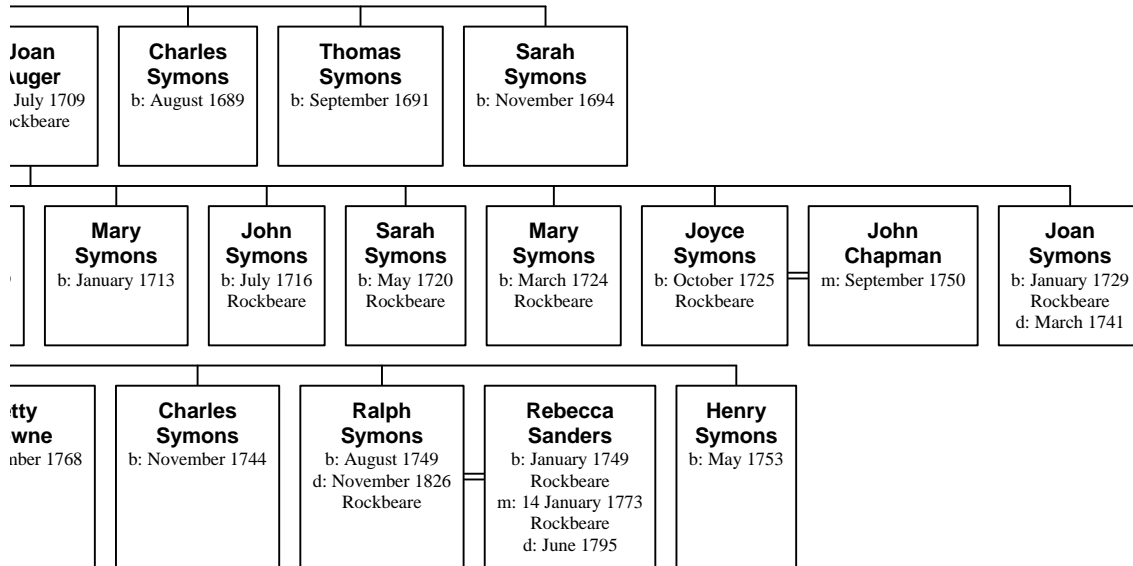 Joan
July 1709
Charles
Symons
b: August 1689
Thomas
Symons
b: September 1691
Sarah
Symons
b: November 1694
Mary
Symons
b: January 1713
John
Symons
b: July 1716
Rockbeare
Sarah
Symons
b: May 1720
Rockbeare
Mary
Symons
b: March 1724
Rockbeare
Joyce
Symons
b: October 1725
Rockbeare
John
Chapman
m: September 1750
Joan
Symons
b: January 1729
Rockbeare
d: March 1741
1768
Charles
Symons
b: November 1744
Ralph
Symons
b: August 1749
d: November 1826
Rockbeare
Rebecca
Sanders
b: January 1749
Rockbeare
m: 14 January 1773
Rockbeare
d: June 1795
Henry
Symons
b: May 1753